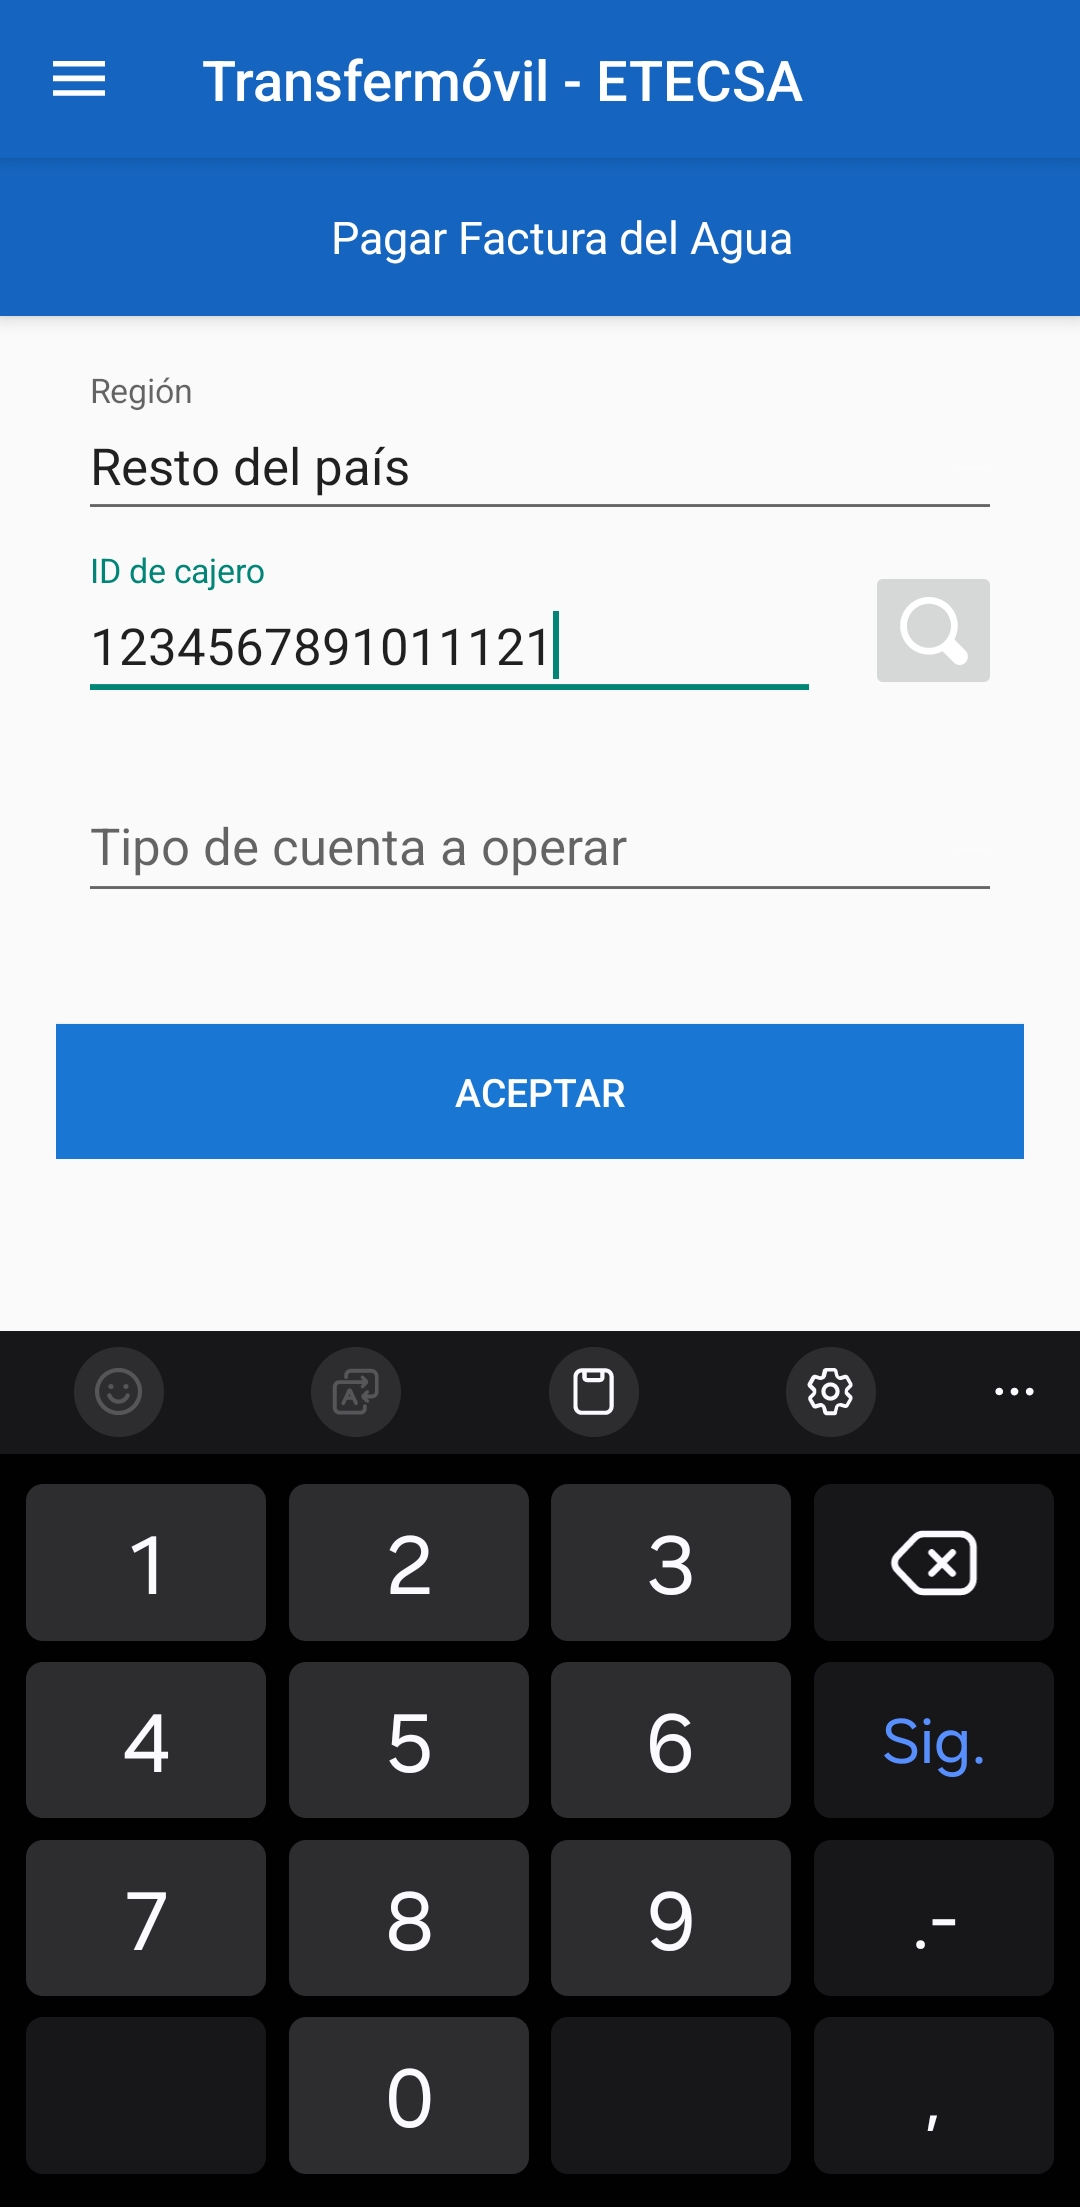 Transfermóvil - ETECSA
Pagar Factura del Agua
Región
Resto del país
ID de cajero
1234567891011121
Tipo de cuenta a operar
ACEPTAR
A
1 2 3
4 5 6 Sig.
7 8 9 .-
0 ,